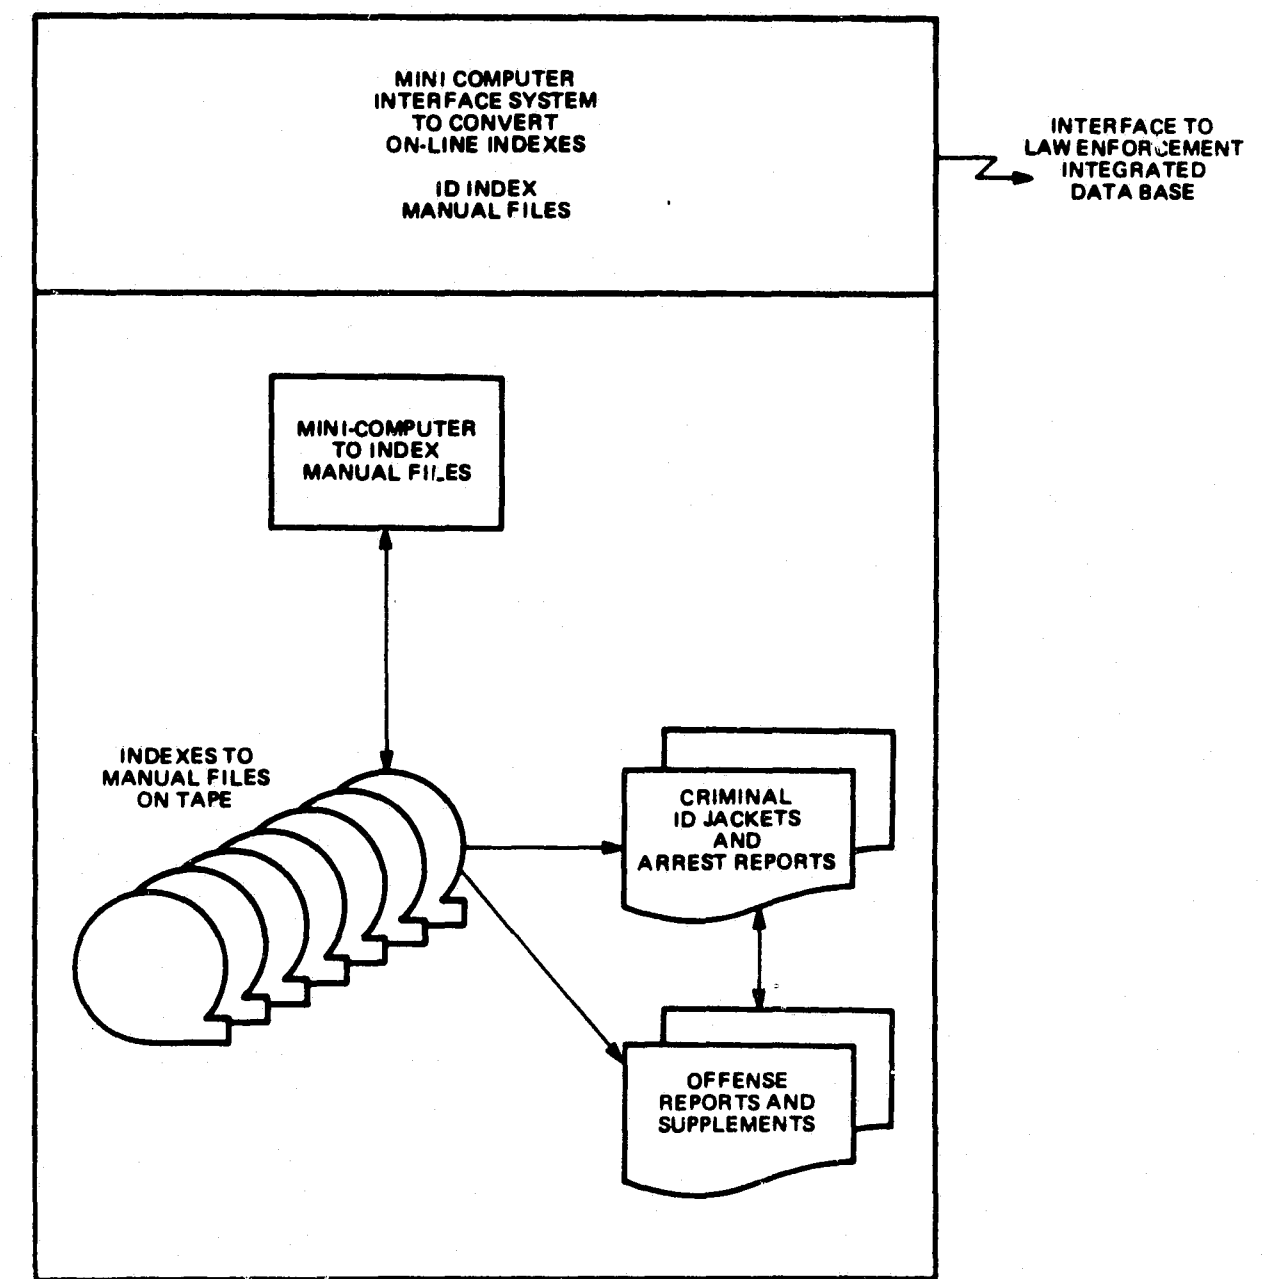 MINI COMPUTER
INTERFACE SYSTEM
TO CONVERT
ON-LINE INDEXES
ID INDEX
MANUAL FILES
INTERFACE TO
LAW ENFORCEMENT
INTEGRATED
DATA BASE
MINI-COMPUTER
TO INDEX
MANUAL FILES
INDEXES TO
MANUAL FILES
ON TAPE
CRIMINAL
ID JACKETS
AND
ARREST REPORTS
OFFENSE
REPORTS AND
SUPPLEMENTS